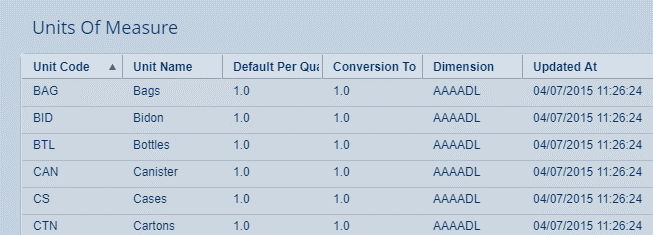 Units Of Measure
Unit Code ▲ Unit Name Default Per Qua Conversion To Dimension Updated At
BAG Bags 1.0 1.0 AAAADL 04/07/2015 11:26:24
BID Bidon 1.0 1.0 AAAADL 04/07/2015 11:26:24
BTL Bottles 1.0 1.0 AAAADL 04/07/2015 11:26:24
CAN Canister 1.0 1.0 AAAADL 04/07/2015 11:26:24
CS Cases 1.0 1.0 AAAADL 04/07/2015 11:26:24
CTN Cartons 1.0 1.0 AAAADL 04/07/2015 11:26:24